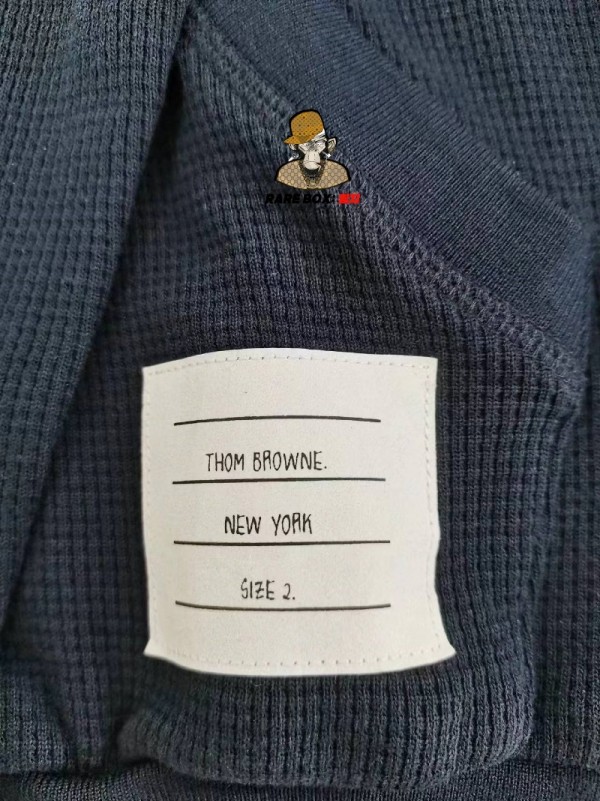 RARE BOX:
THOM BROWNE.
NEW YORK
SIZE 2.